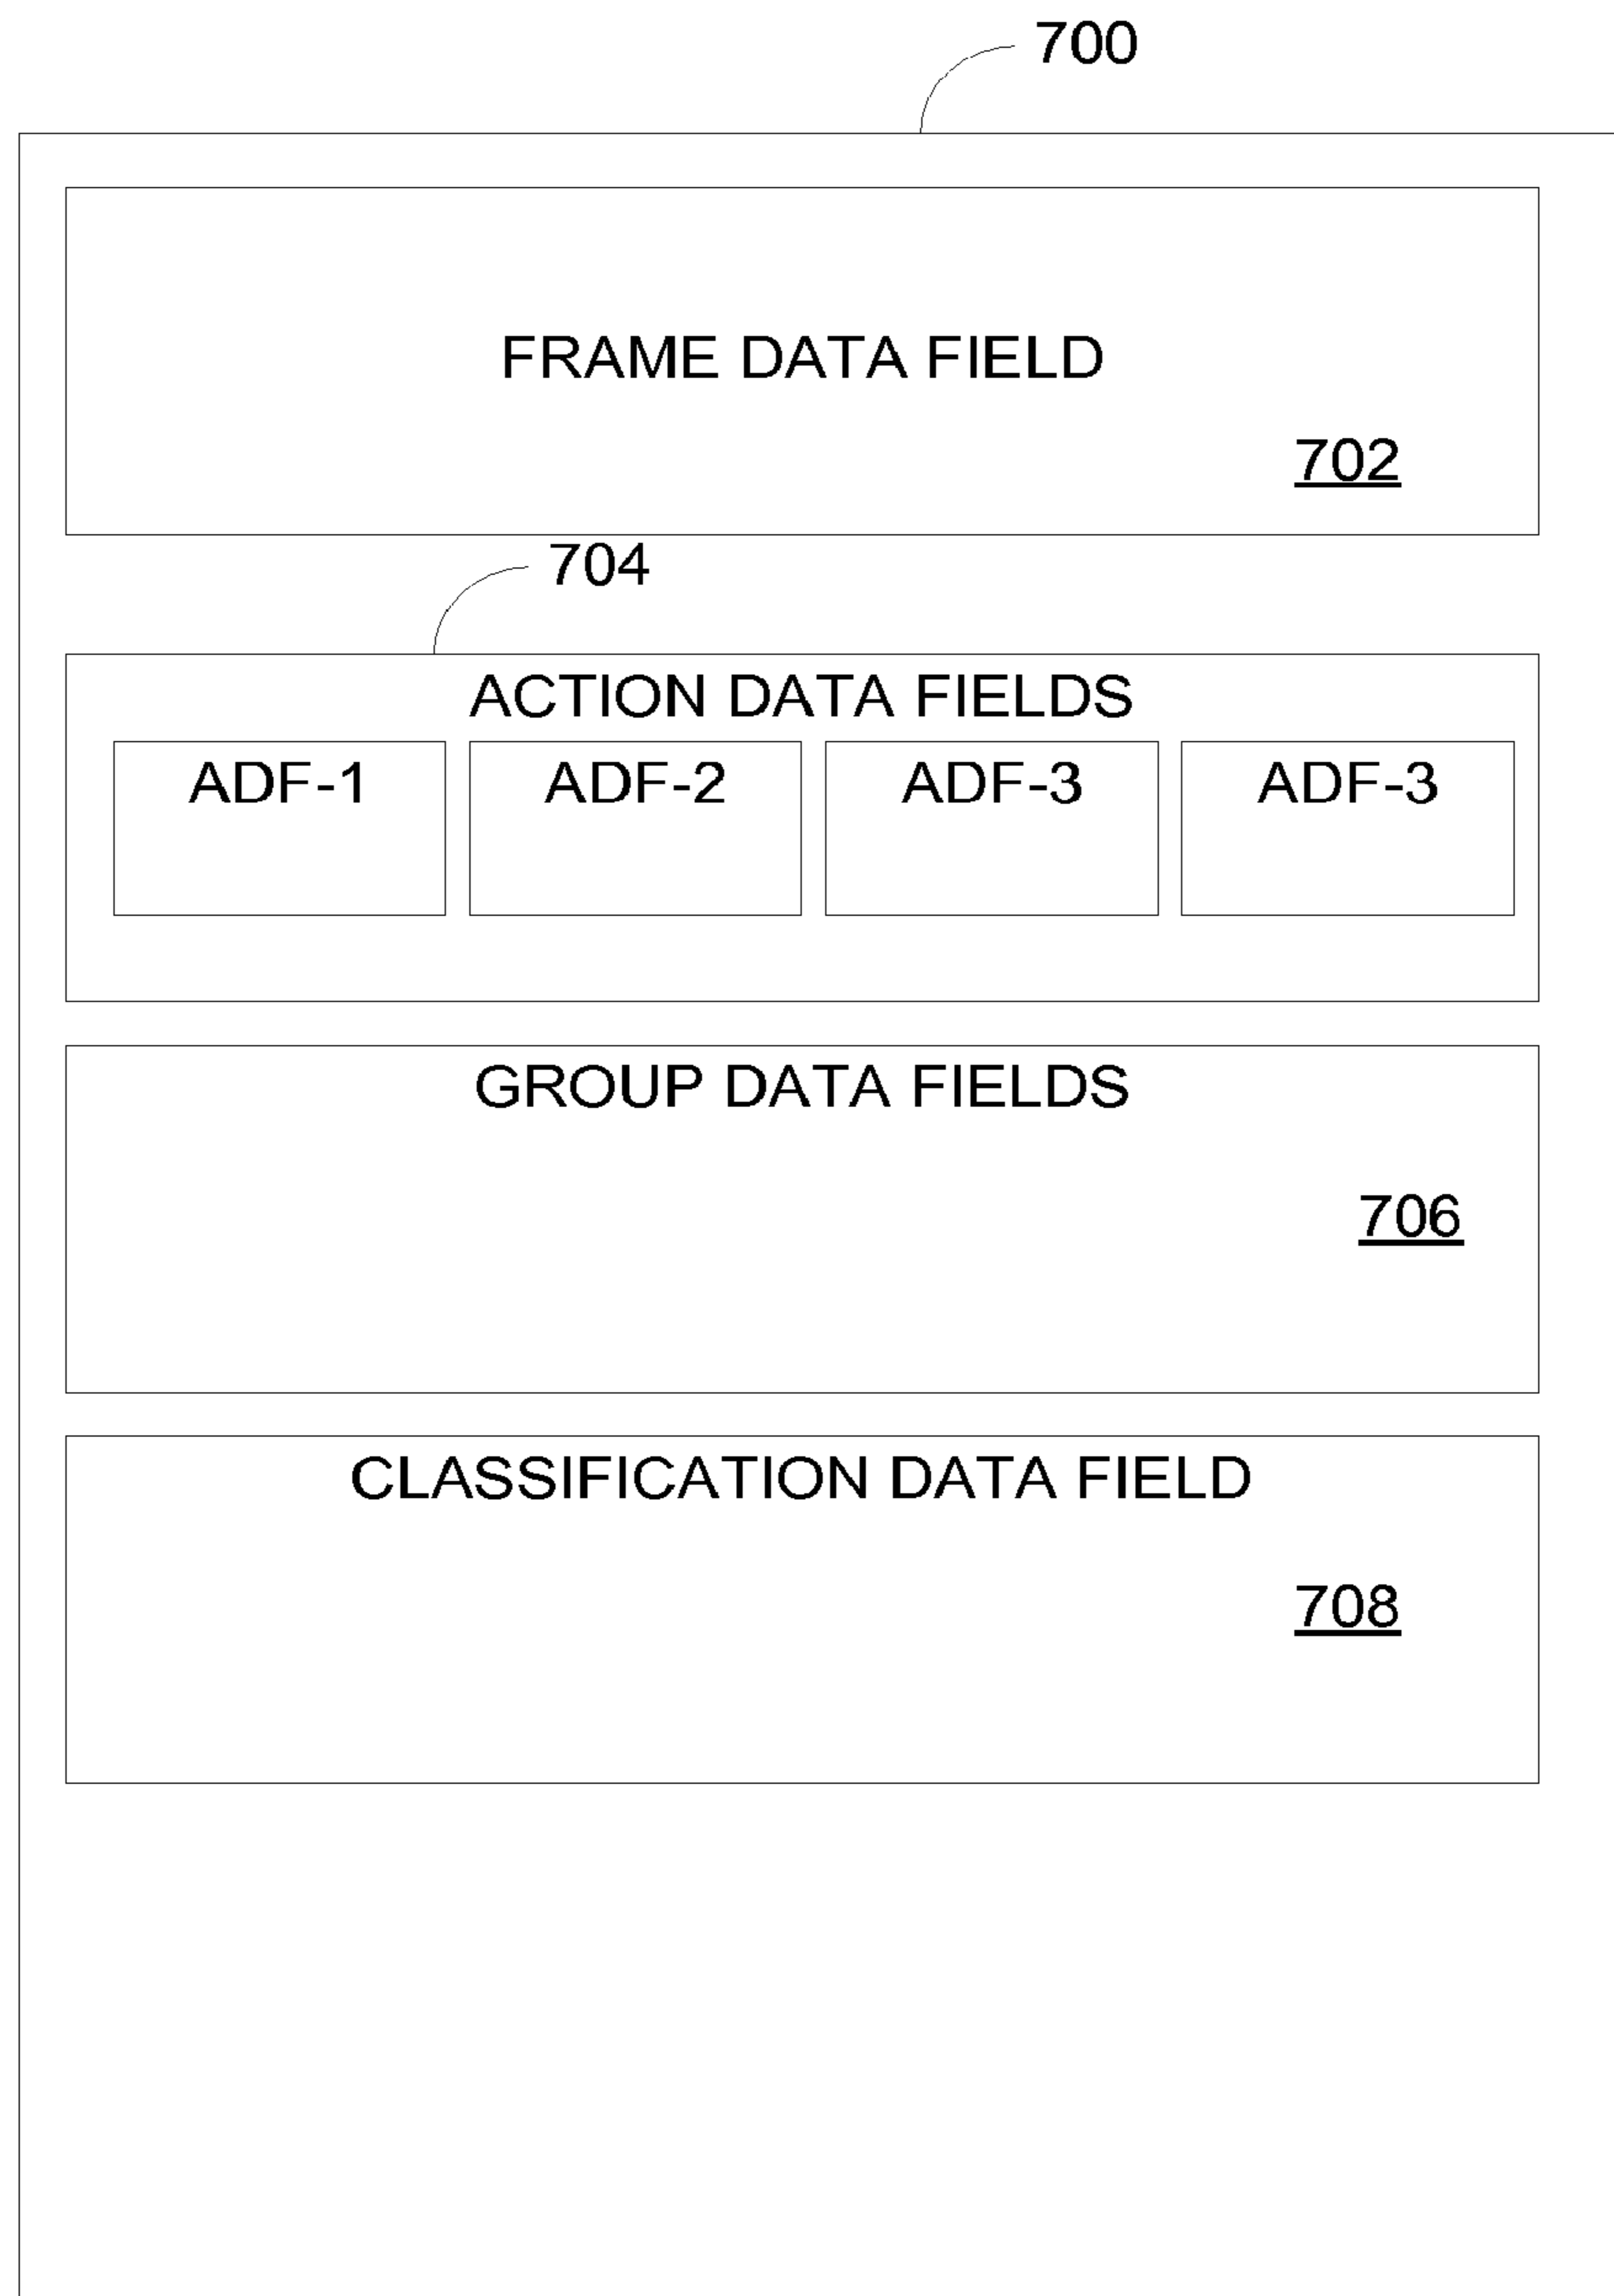 700
FRAME DATA FIELD
702
704
ACTION DATA FIELDS
ADF-1 ADF-2 ADF-3 ADF-3
GROUP DATA FIELDS
706
CLASSIFICATION DATA FIELD
708